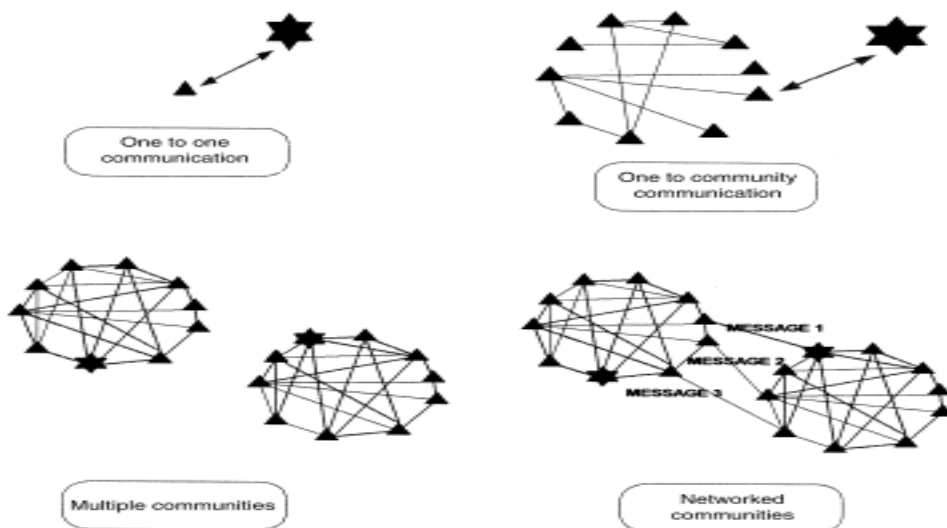 One to one
communication
One to community
communication
MESSAGE 1
MESSAGE 2
MESSAGE 3
Multiple communities
Networked
communities